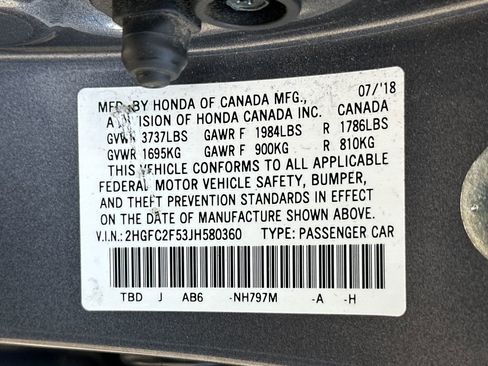 MFD. BY HONDA OF CANADA MFG., 07/'18
A DIVISION OF HONDA CANADA INC. CANADA
GVWR 3737LBS GAWR F 1984LBS R 1786LBS
GVWR 1695KG GAWR F 900KG R 810KG
THIS VEHICLE CONFORMS TO ALL APPLICABLE
FEDERAL MOTOR VEHICLE SAFETY, BUMPER,
AND THEFT PREVENTION STANDARDS IN EFFECT
ON THE DATE OF MANUFACTURE SHOWN ABOVE.
V.I.N.: 2HGFC2F53JH580360 TYPE: PASSENGER CAR
TBD J AB6 -NH797M -A -H